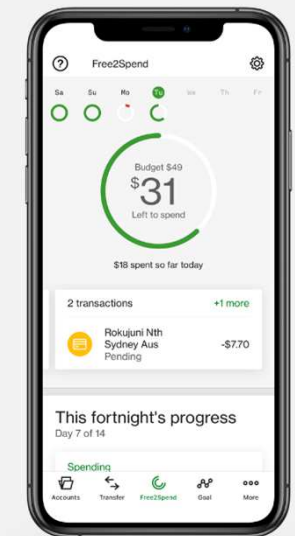 Free2Spend
Sa Su Mo Tu We Th Fr
Budget $49
$31
Left to spend
$18 spent so far today
2 transactions +1 more
Rokujuni Nth
Sydney Aus -$7.70
Pending
This fortnight's progress
Day 7 of 14
Spending
Accounts Transfer Free2Spend Goal More